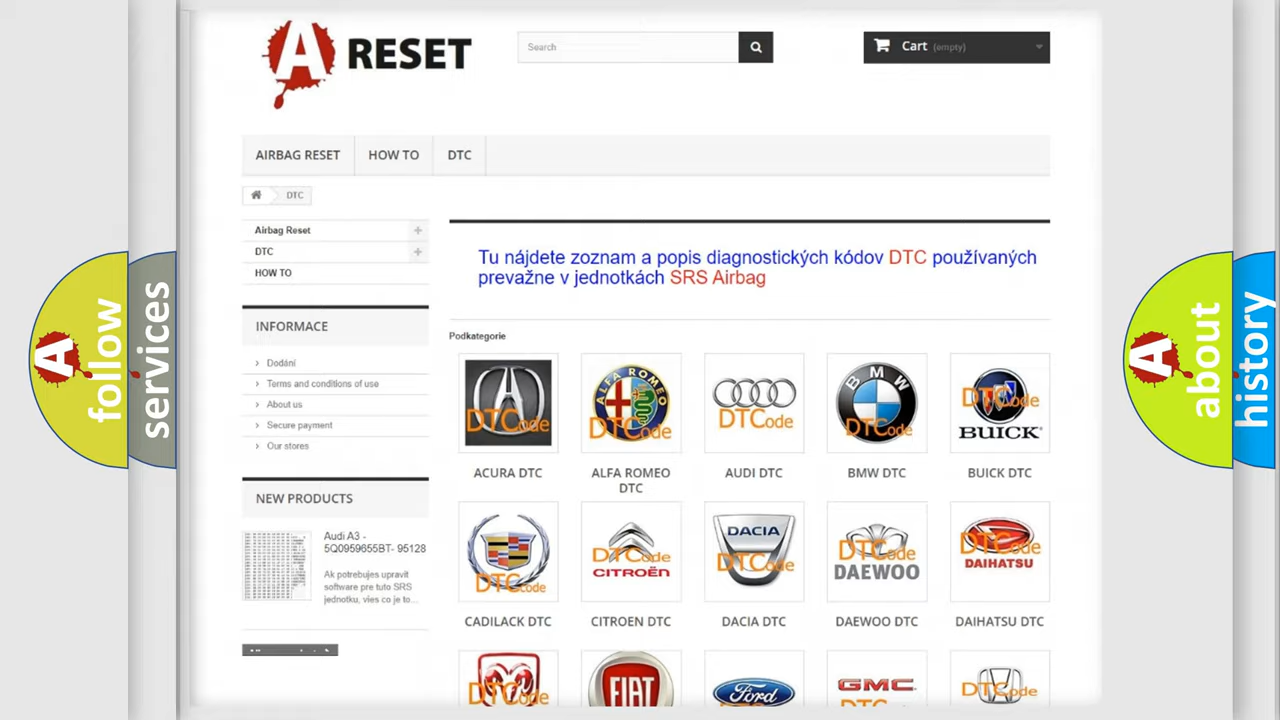 A RESET
Search
Cart (empty)
AIRBAG RESET
HOW TO
DTC
DTC
Airbag Reset
DTC
HOW TO
INFORMACE
Dodání
Terms and conditions of use
About us
Secure payment
Our stores
NEW PRODUCTS
Audi A3 -
5Q0959655BT- 95128
Ak potrebujes upravit
software pre tuto SRS
jednotku, vies co je to...
Tu nájdete zoznam a popis diagnostických kódov DTC používaných
prevažne v jednotkách SRS Airbag
Podkategorie
DTCode
ALFA ROMEO
DTCode
DTCode
BMW
DTCode
DTCode
BUICK
ACURA DTC
ALFA ROMEO
DTC
AUDI DTC
BMW DTC
BUICK DTC
DTCode
DTCode
CITROËN
DACIA
DTCode
DTCode
DAEWOO
DTCode
DAIHATSU
CADILACK DTC
CITROEN DTC
DACIA DTC
DAEWOO DTC
DAIHATSU DTC
DTCode
FIAT
Ford
GMC
DTCode
A follow
services
A about
history